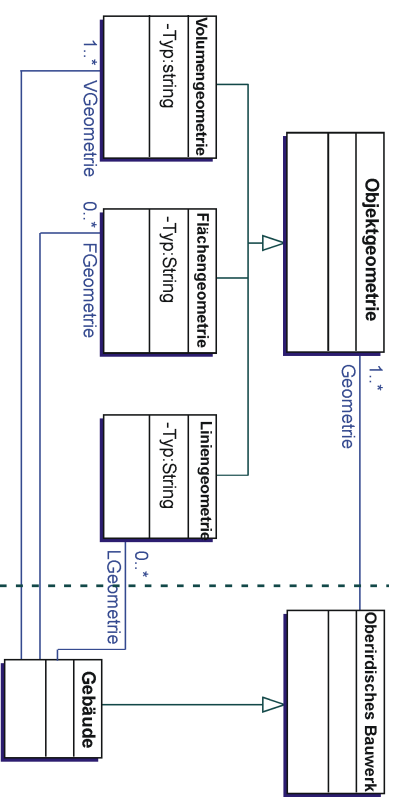 Objektgeometrie
1..*
Geometrie
Oberirdisches Bauwerk
Volumengeometrie
-Typ:string
Flächengeometrie
-Typ:String
Liniengeometrie
-Typ:String
1..*
VGeometrie
0..*
FGeometrie
0..*
LGeometrie
Gebäude